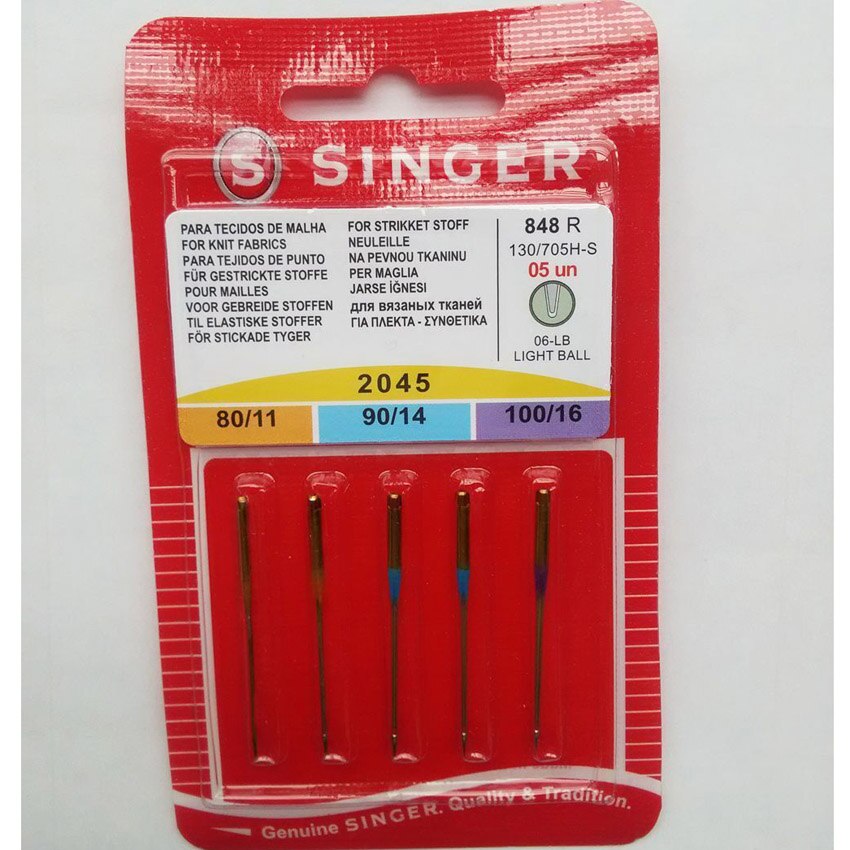 S SINGER
PARA TECIDOS DE MALHA
FOR KNIT FABRICS
PARA TEJIDOS DE PUNTO
FÜR GESTRICKTE STOFFE
POUR MAILLES
VOOR GEBREIDE STOFFEN
TIL ELASTISKE STOFFER
FÖR STICKADE TYGER
FOR STRIKKET STOFF
NEULEILLE
NA PEVNOU TKANINU
PER MAGLIA
JARSE İĞNESI
для вязаных тканей
ΓΙΑ ΠΛΕΚΤΑ - ΣΥΝΘΕΤΙΚΑ
848 R
130/705H-S
05 un
06-LB
LIGHT BALL
2045
80/11 90/14 100/16
Genuine SINGER. Quality & Tradition.